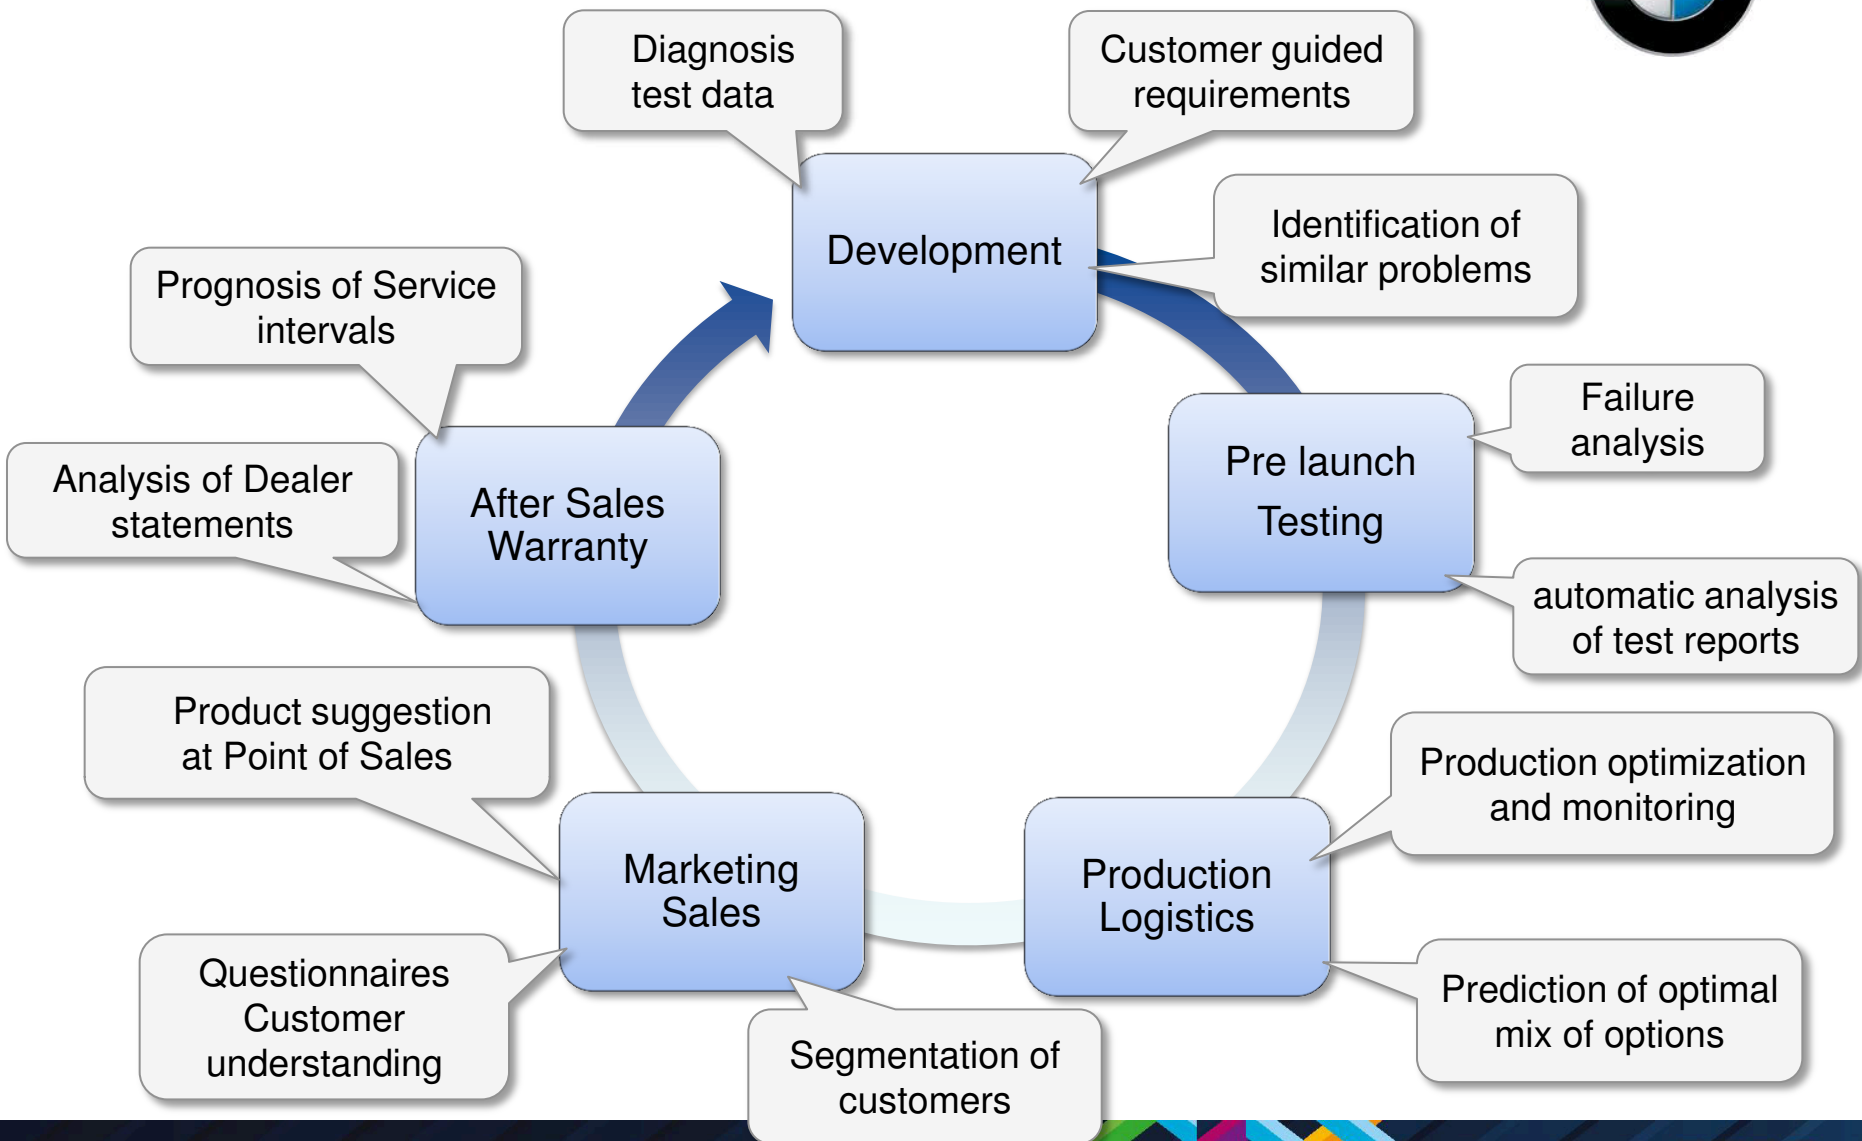 Diagnosis
test data
Customer guided
requirements
Development
Identification of
similar problems
Prognosis of Service
intervals
Failure
analysis
Pre launch
Testing
Analysis of Dealer
statements
After Sales
Warranty
automatic analysis
of test reports
Product suggestion
at Point of Sales
Production optimization
and monitoring
Marketing
Sales
Production
Logistics
Questionnaires
Customer
understanding
Prediction of optimal
mix of options
Segmentation of
customers